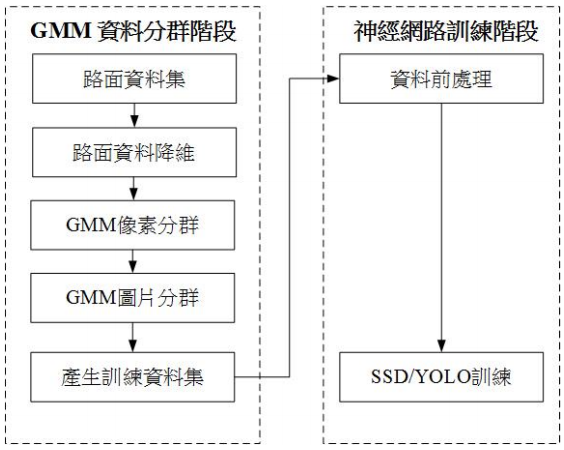 GMM 資料分群階段
路面資料集
路面資料降維
GMM像素分群
GMM圖片分群
產生訓練資料集
神經網路訓練階段
資料前處理
SSD/YOLO訓練